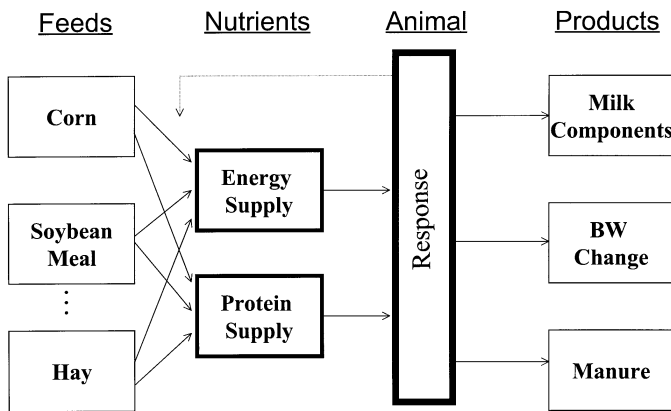 Feeds
Nutrients
Animal
Products
Corn
Soybean
Meal
Hay
Energy
Supply
Protein
Supply
Response
Milk
Components
BW
Change
Manure